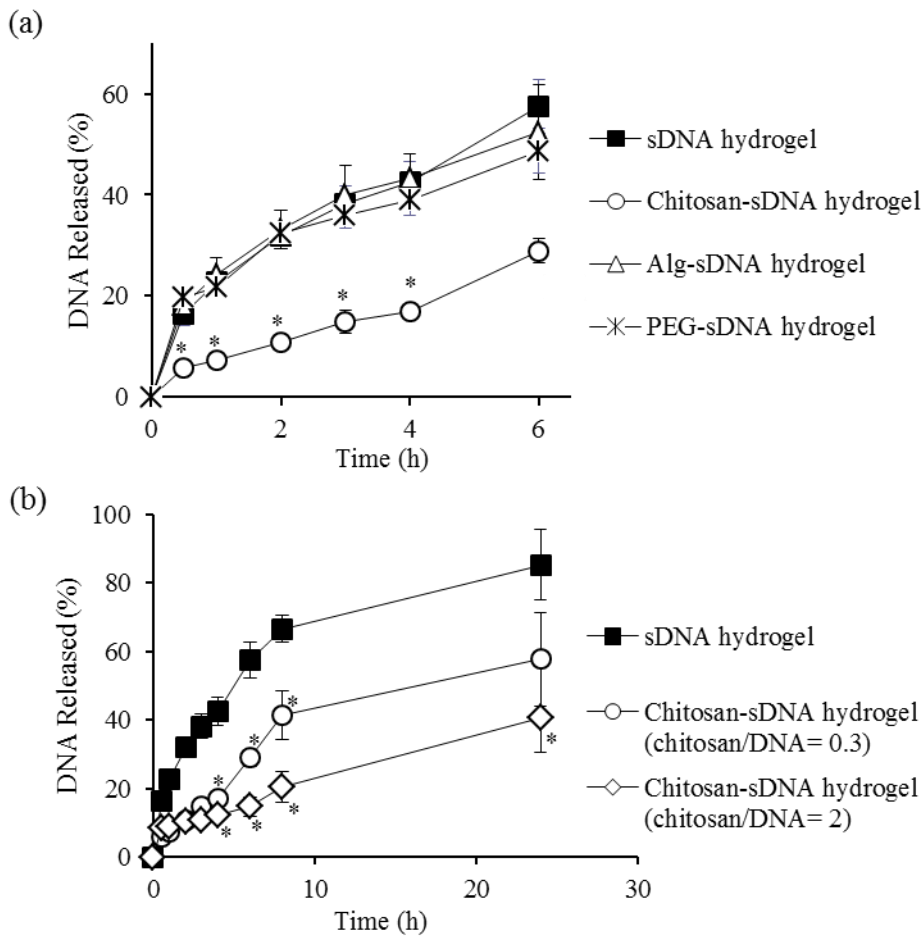 (a)
DNA Released (%)
60
40
20
0
0 2 4 6
Time (h)
* * * * *
sDNA hydrogel
Chitosan-sDNA hydrogel
Alg-sDNA hydrogel
PEG-sDNA hydrogel
(b)
DNA Released (%)
100
80
60
40
20
0
0 10 20 30
Time (h)
* * *
* * * *
sDNA hydrogel
Chitosan-sDNA hydrogel
(chitosan/DNA= 0.3)
Chitosan-sDNA hydrogel
(chitosan/DNA= 2)